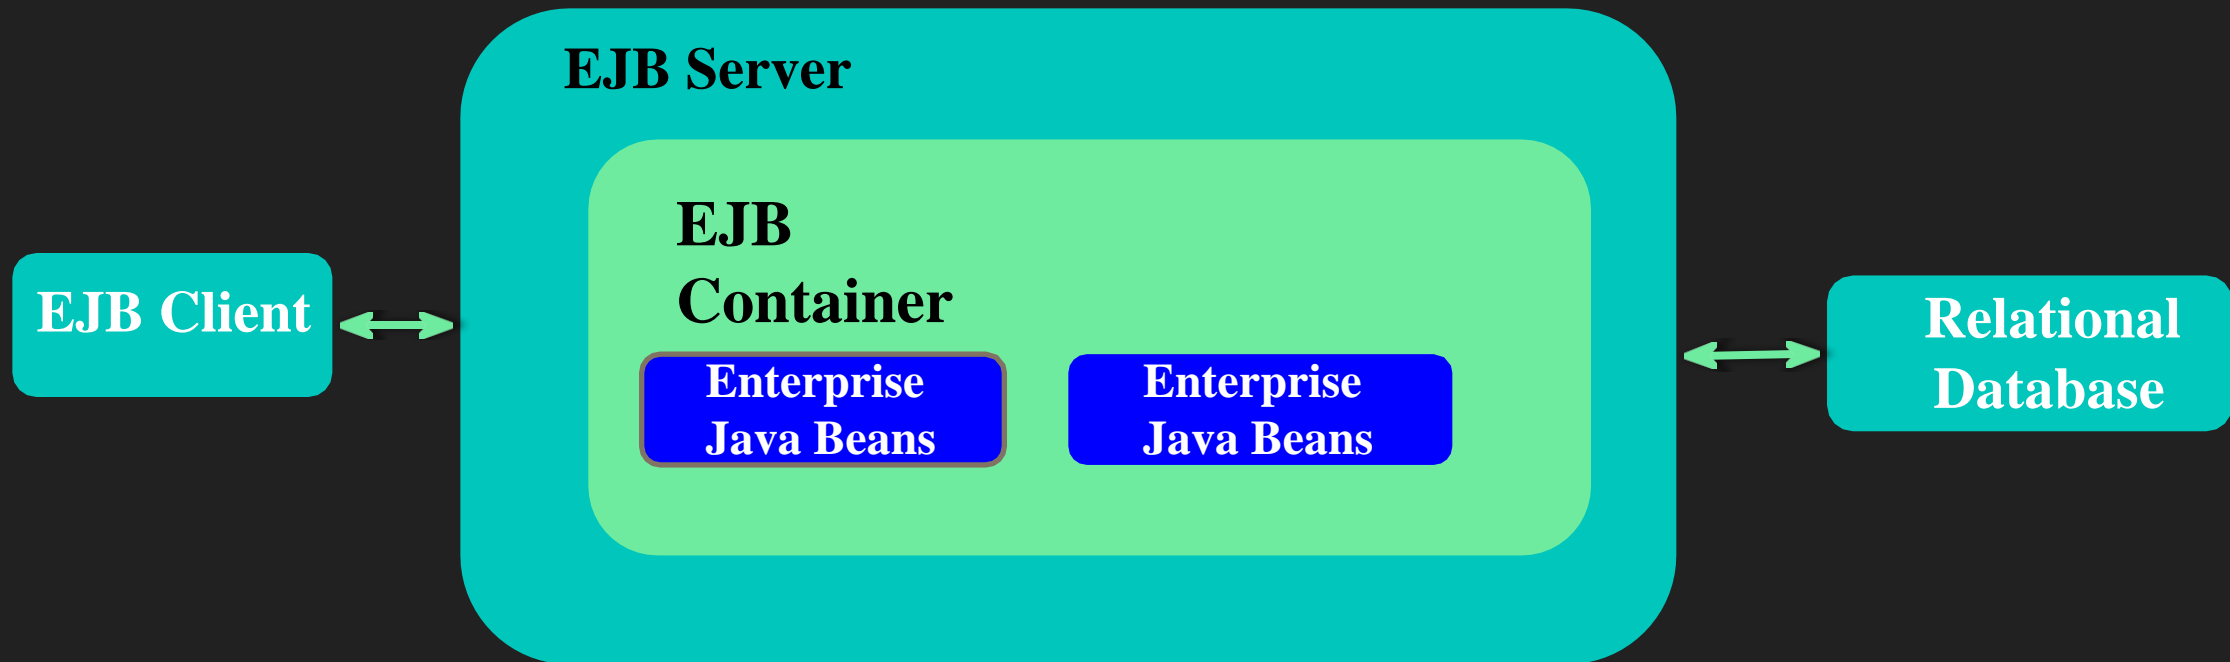 EJB Server
EJB
Container
EJB Client
Enterprise
Java Beans
Enterprise
Java Beans
Relational
Database